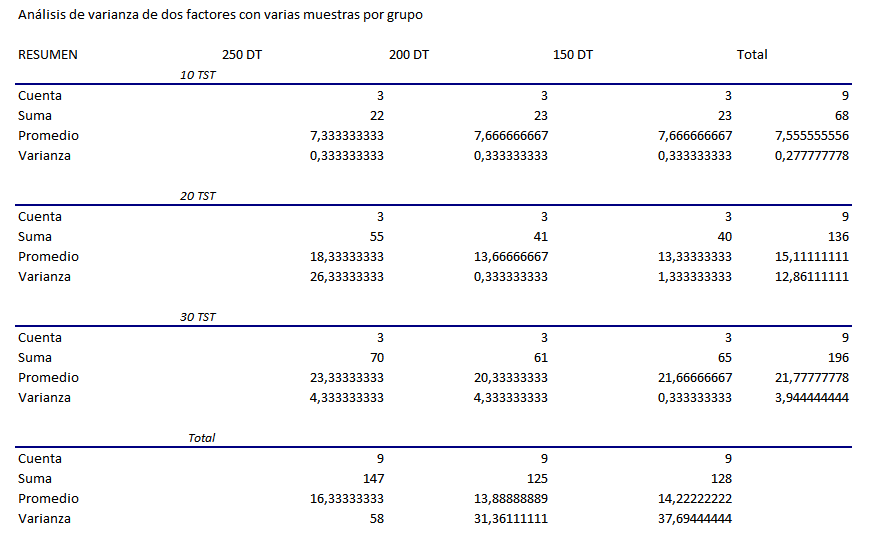 Análisis de varianza de dos factores con varias muestras por grupo
RESUMEN 250 DT 200 DT 150 DT Total
10 TST
Cuenta 3 3 3 9
Suma 22 23 23 68
Promedio 7,333333333 7,666666667 7,666666667 7,555555556
Varianza 0,333333333 0,333333333 0,333333333 0,277777778
20 TST
Cuenta 3 3 3 9
Suma 55 41 40 136
Promedio 18,33333333 13,66666667 13,33333333 15,11111111
Varianza 26,33333333 0,333333333 1,333333333 12,86111111
30 TST
Cuenta 3 3 3 9
Suma 70 61 65 196
Promedio 23,33333333 20,33333333 21,66666667 21,77777778
Varianza 4,333333333 4,333333333 0,333333333 3,944444444
Total
Cuenta 9 9 9
Suma 147 125 128
Promedio 16,33333333 13,88888889 14,22222222
Varianza 58 31,36111111 37,69444444